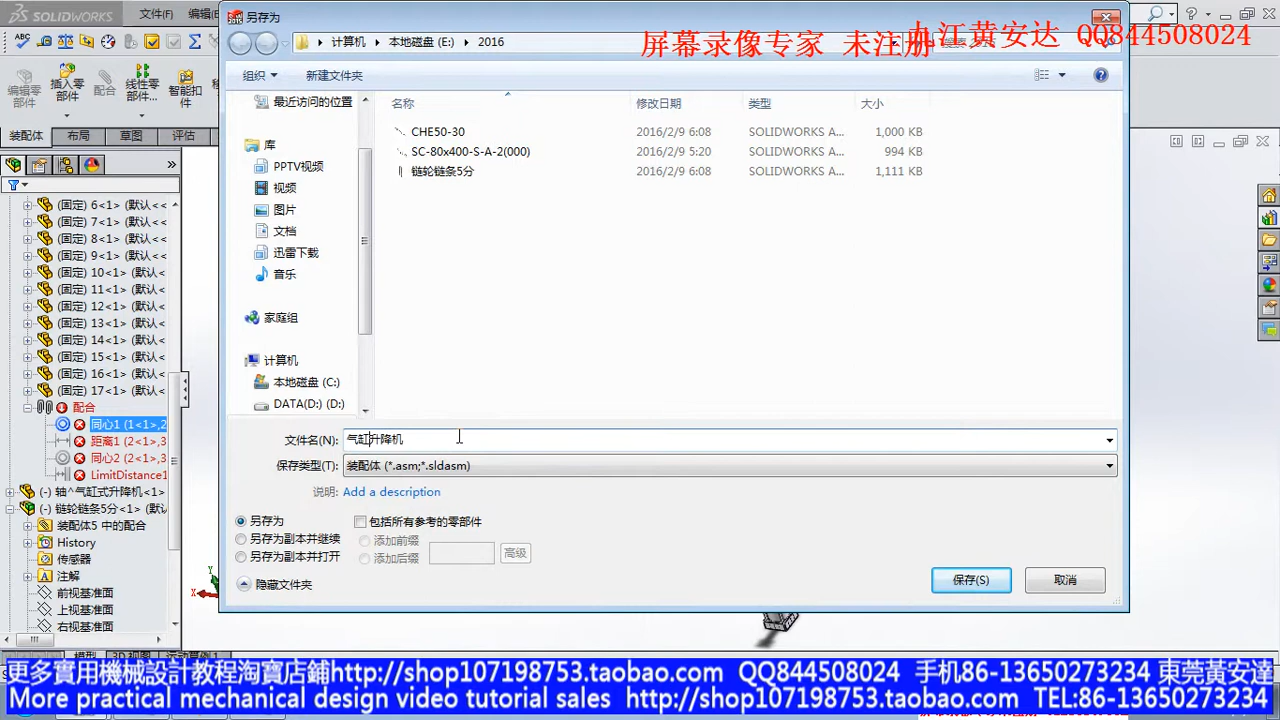 SOLIDWORKS
文件(F)
编辑(E)
另存为
屏幕录像专家 未注册
九江黄安达 QQ844508024
计算机
本地磁盘 (E:)
2016
组织
新建文件夹
编辑零部件
插入零部件
配合
线性零部件...
智能扣件
装配体
布局
草图
评估
名称
修改日期
类型
大小
最近访问的位置
库
PPTV视频
视频
图片
文档
迅雷下载
音乐
家庭组
计算机
本地磁盘 (C:)
DATA(D:) (D:)
CHE50-30 2016/2/9 6:08 SOLIDWORKS A... 1,000 KB
SC-80x400-S-A-2(000) 2016/2/9 5:20 SOLIDWORKS A... 994 KB
链轮链条5分 2016/2/9 6:08 SOLIDWORKS A... 1,111 KB
(固定) 6<1> (默认<<
(固定) 7<1> (默认<<
(固定) 8<1> (默认<<
(固定) 9<1> (默认<<
(固定) 10<1> (默认<
(固定) 11<1> (默认<
(固定) 12<1> (默认<
(固定) 13<1> (默认<
(固定) 14<1> (默认<
(固定) 15<1> (默认<
(固定) 16<1> (默认<
(固定) 17<1> (默认<
配合
同心1 (1<1>,2
距离1 (2<1>,3
同心2 (1<1>,2
LimitDistance1
(-) 轴^气缸式升降机<1>
(-) 链轮链条5分<1> (
装配体5 中的配合
History
传感器
注解
前视基准面
上视基准面
右视基准面
文件名(N): 气缸升降机
保存类型(T): 装配体 (*.asm;*.sldasm)
说明: Add a description
另存为
另存为副本并继续
另存为副本并打开
包括所有参考的零部件
添加前缀
添加后缀
高级
隐藏文件夹
保存(S)
取消
Y
X
模型
3D 视图
运动算例1
更多實用機械設計教程淘寶店鋪http://shop107198753.taobao.com QQ844508024 手机86-13650273234 東莞黃安達
More practical mechanical design video tutorial sales http://shop107198753.taobao.com TEL:86-13650273234